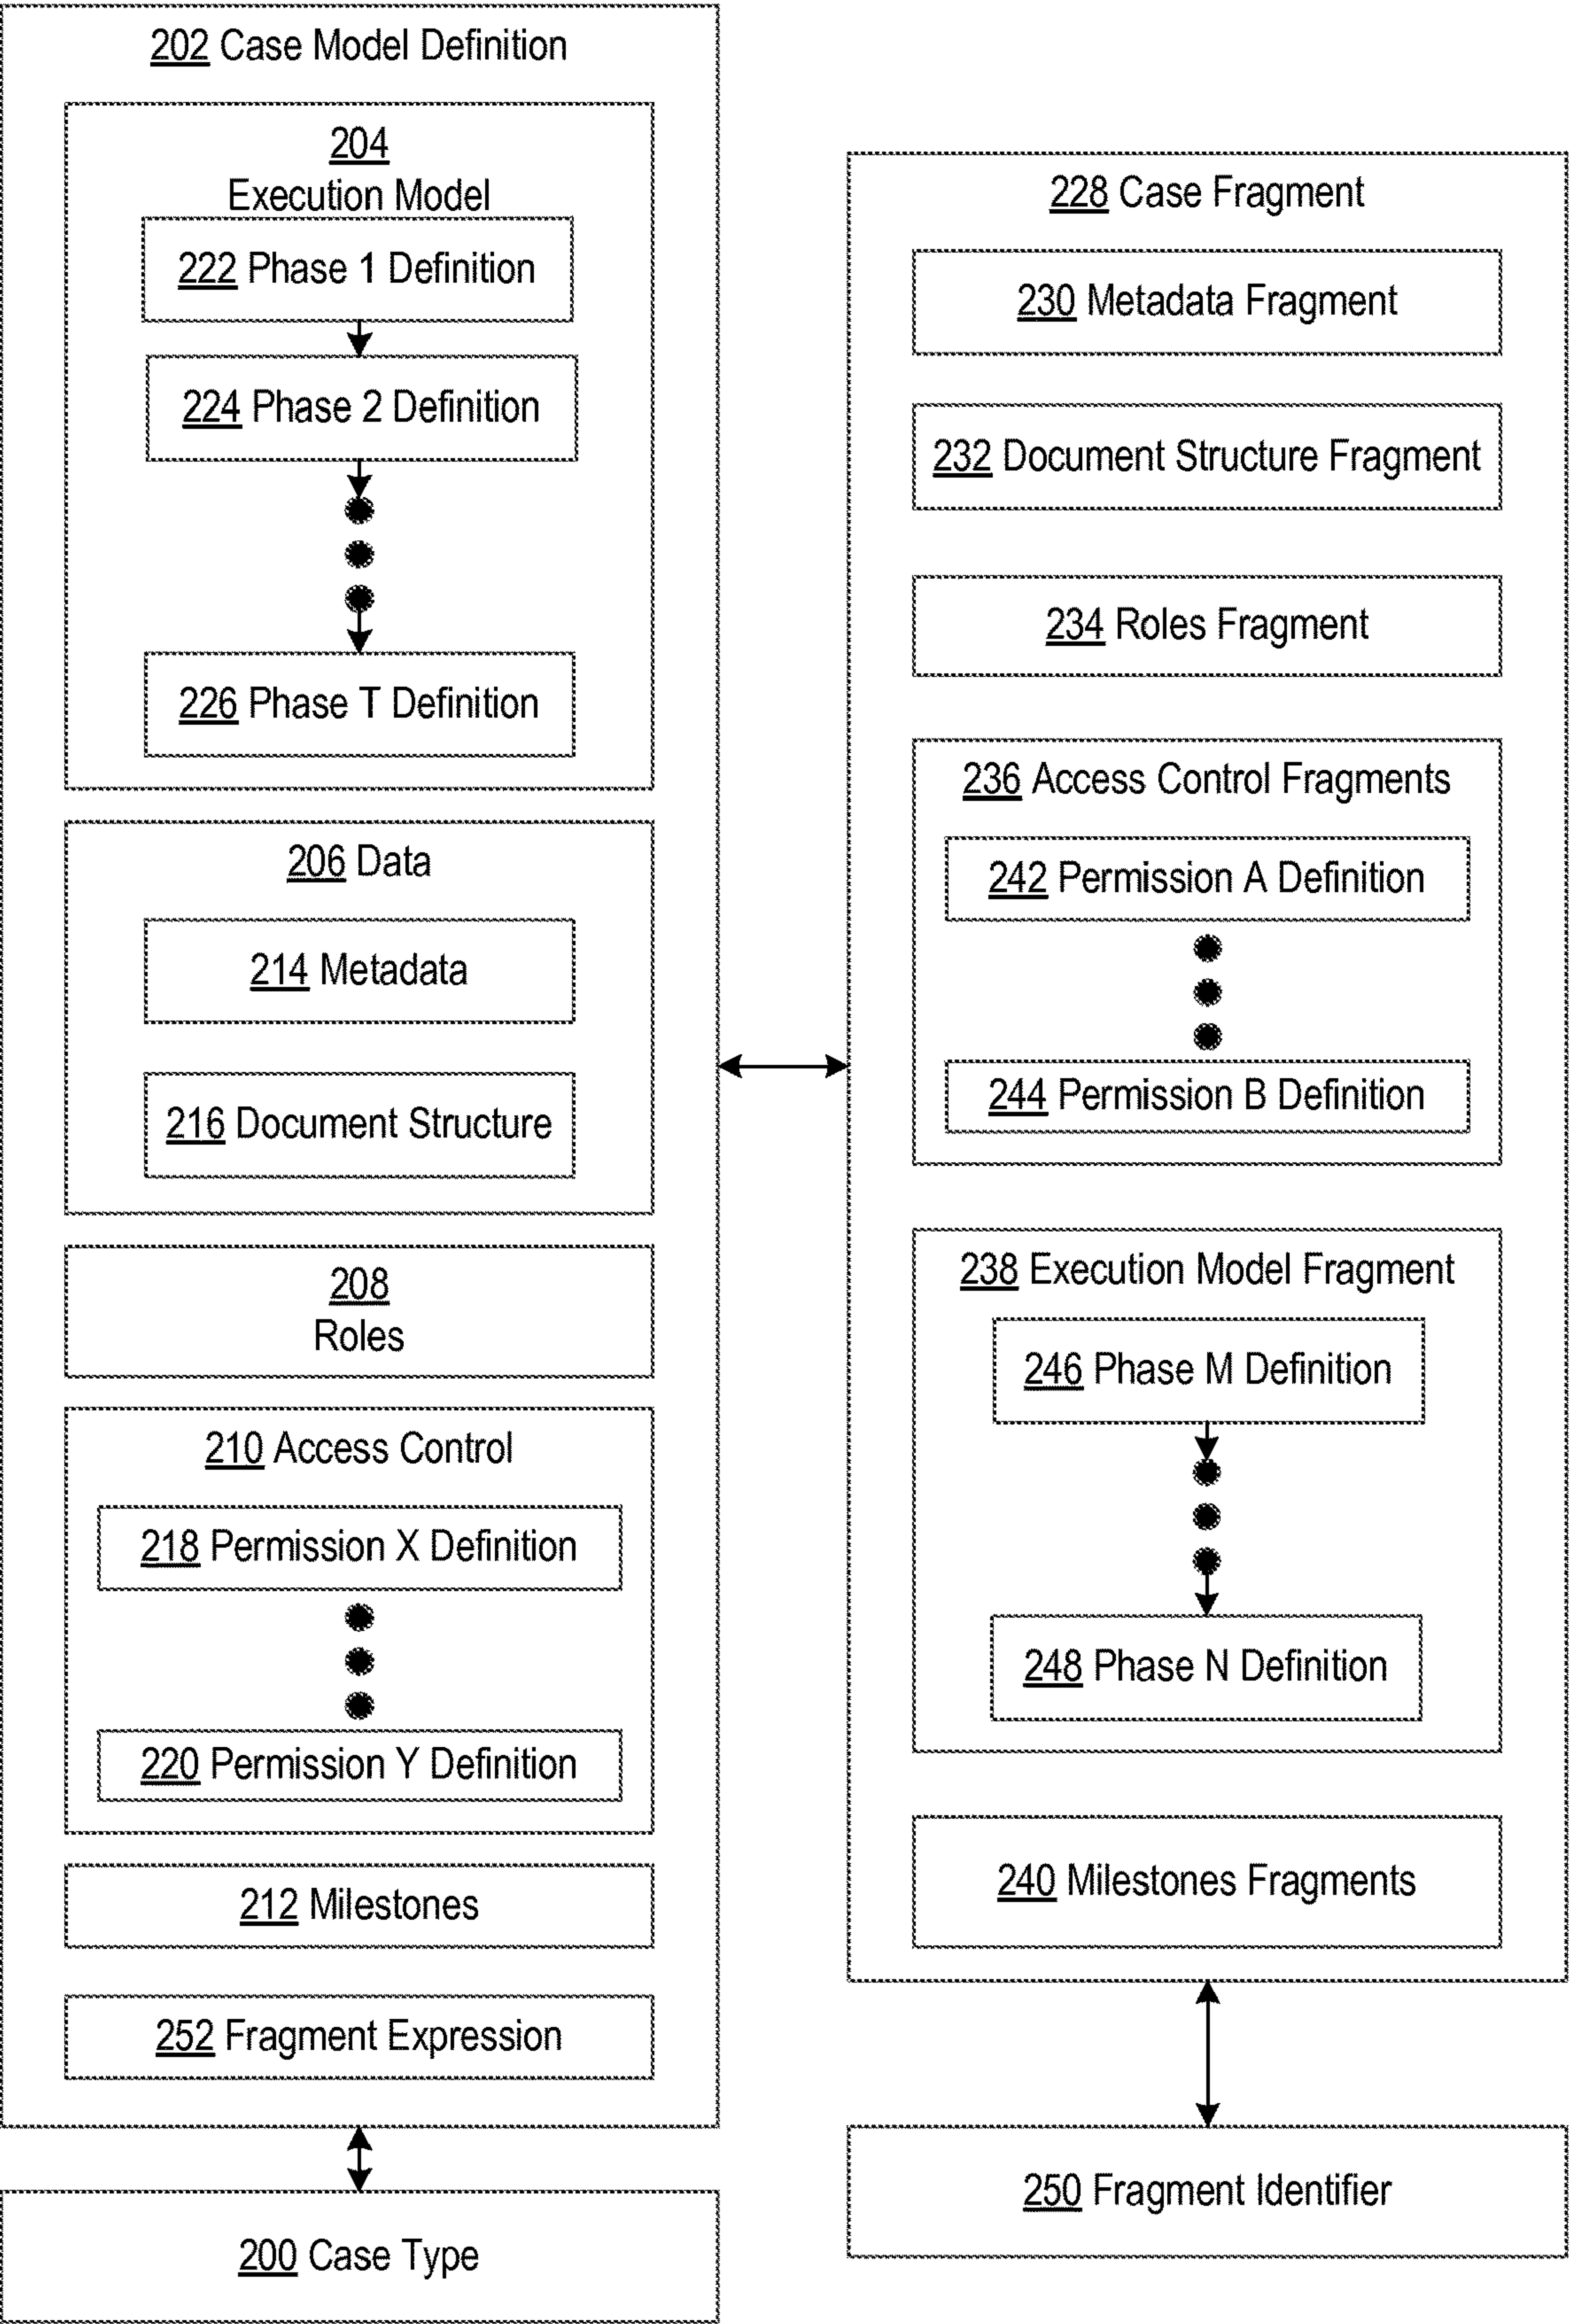 202 Case Model Definition
204
Execution Model
222 Phase 1 Definition
224 Phase 2 Definition
226 Phase T Definition
206 Data
214 Metadata
216 Document Structure
208
Roles
210 Access Control
218 Permission X Definition
220 Permission Y Definition
212 Milestones
252 Fragment Expression
200 Case Type
228 Case Fragment
230 Metadata Fragment
232 Document Structure Fragment
234 Roles Fragment
236 Access Control Fragments
242 Permission A Definition
244 Permission B Definition
238 Execution Model Fragment
246 Phase M Definition
248 Phase N Definition
240 Milestones Fragments
250 Fragment Identifier